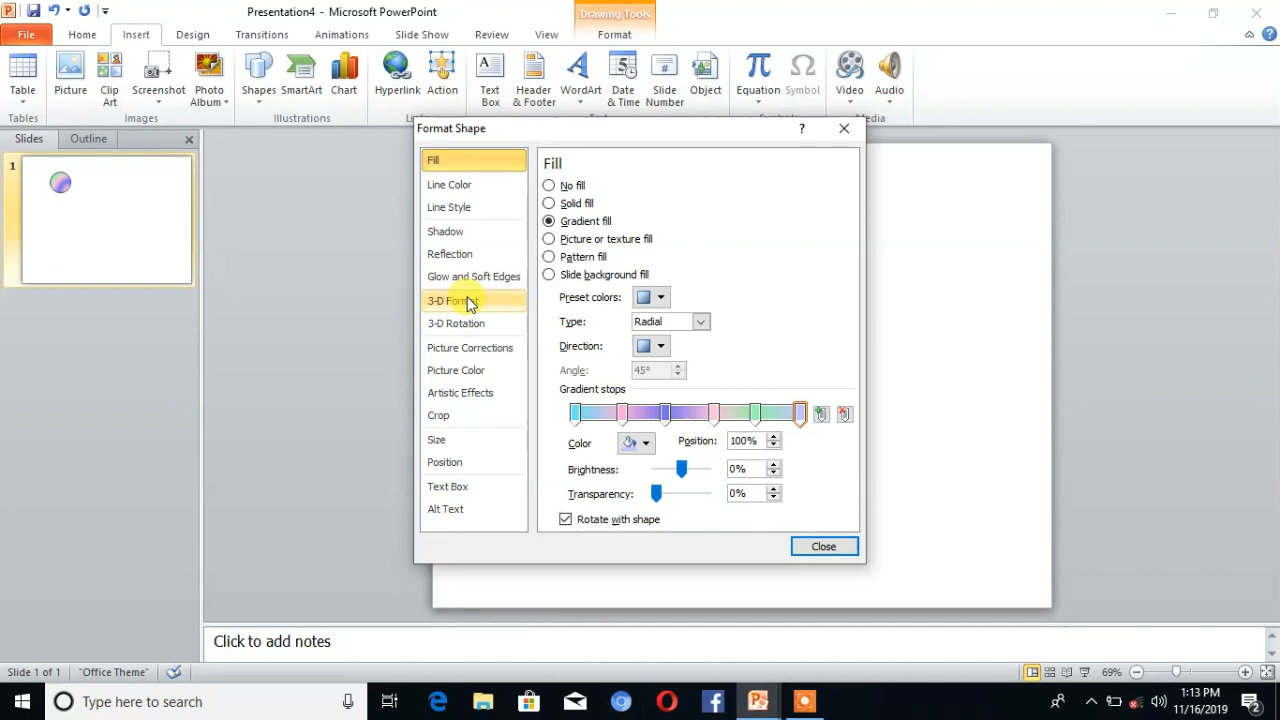 Presentation4 - Microsoft PowerPoint
Drawing Tools
File Home Insert Design Transitions Animations Slide Show Review View Format
Table Picture Clip Art Screenshot Photo Album Shapes SmartArt Chart Hyperlink Action Text Box Header & Footer WordArt Date & Time Slide Number Object Equation Symbol Video Audio
Tables Images Illustrations Media
Slides Outline
1
Format Shape
?
Fill
Line Color
Line Style
Shadow
Reflection
Glow and Soft Edges
3-D Format
3-D Rotation
Picture Corrections
Picture Color
Artistic Effects
Crop
Size
Position
Text Box
Alt Text
Fill
No fill
Solid fill
Gradient fill
Picture or texture fill
Pattern fill
Slide background fill
Preset colors:
Type: Radial
Direction:
Angle: 45°
Gradient stops
Color Position: 100%
Brightness: 0%
Transparency: 0%
Rotate with shape
Close
Click to add notes
Slide 1 of 1 "Office Theme" 69%
Type here to search
1:13 PM
11/16/2019
2